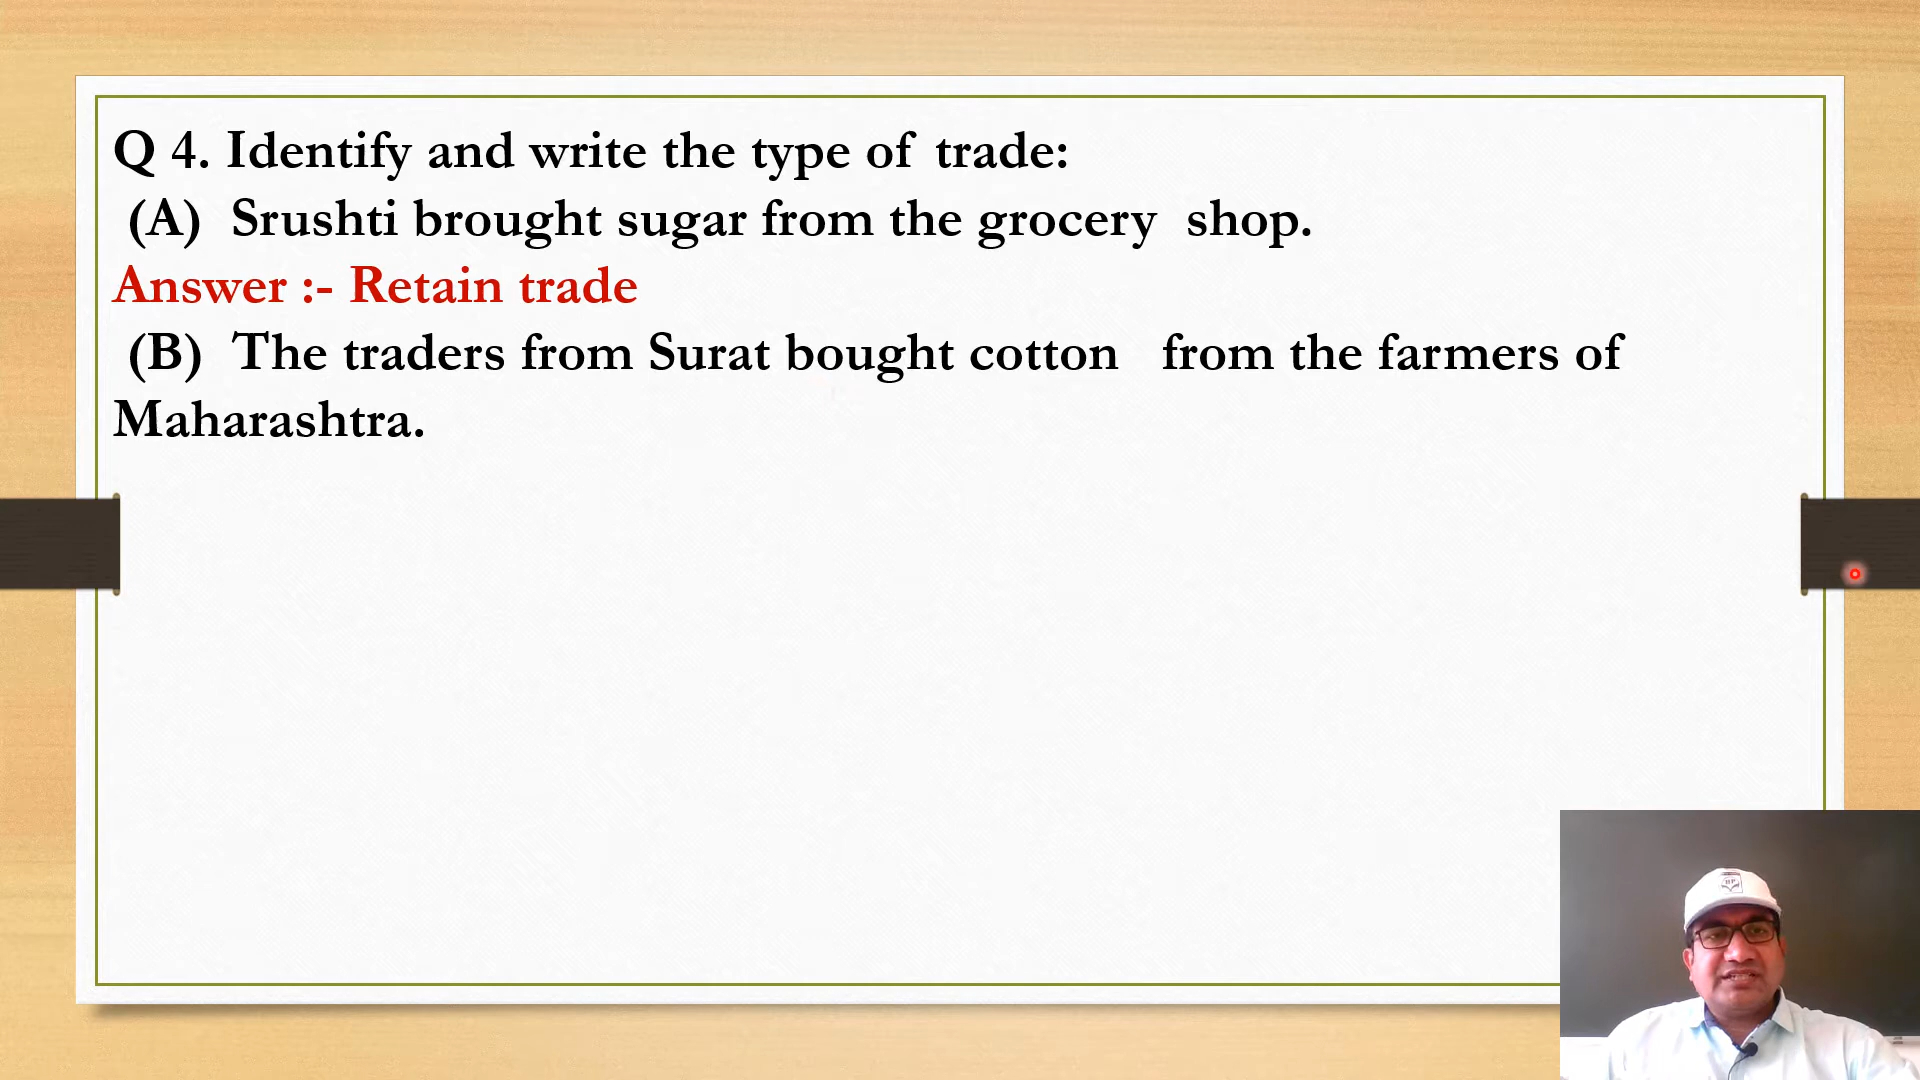 Q 4. Identify and write the type of trade:
(A) Srushti brought sugar from the grocery shop.
Answer :- Retain trade
(B) The traders from Surat bought cotton from the farmers of
Maharashtra.
HP